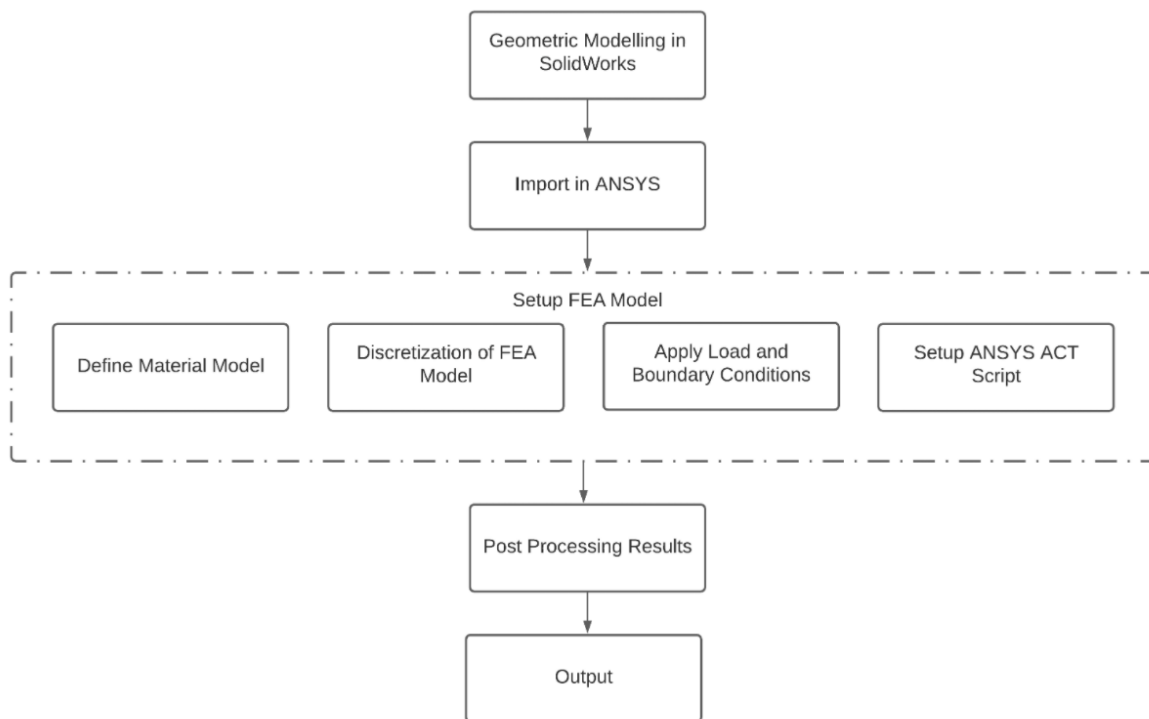 Geometric Modelling in
SolidWorks
Import in ANSYS
Setup FEA Model
Define Material Model
Discretization of FEA
Model
Apply Load and
Boundary Conditions
Setup ANSYS ACT
Script
Post Processing Results
Output